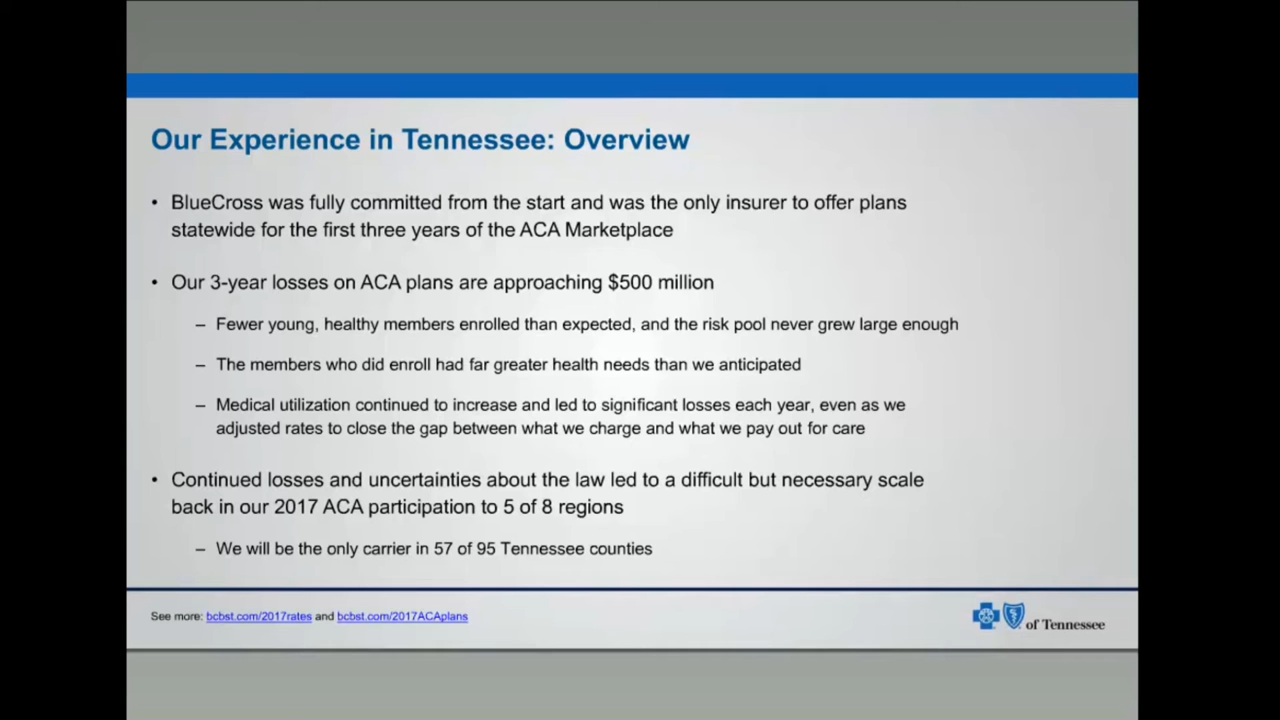 Our Experience in Tennessee: Overview
• BlueCross was fully committed from the start and was the only insurer to offer plans
statewide for the first three years of the ACA Marketplace
• Our 3-year losses on ACA plans are approaching $500 million
– Fewer young, healthy members enrolled than expected, and the risk pool never grew large enough
– The members who did enroll had far greater health needs than we anticipated
– Medical utilization continued to increase and led to significant losses each year, even as we
adjusted rates to close the gap between what we charge and what we pay out for care
• Continued losses and uncertainties about the law led to a difficult but necessary scale
back in our 2017 ACA participation to 5 of 8 regions
– We will be the only carrier in 57 of 95 Tennessee counties
See more: bcbst.com/2017rates and bcbst.com/2017ACAplans
of Tennessee